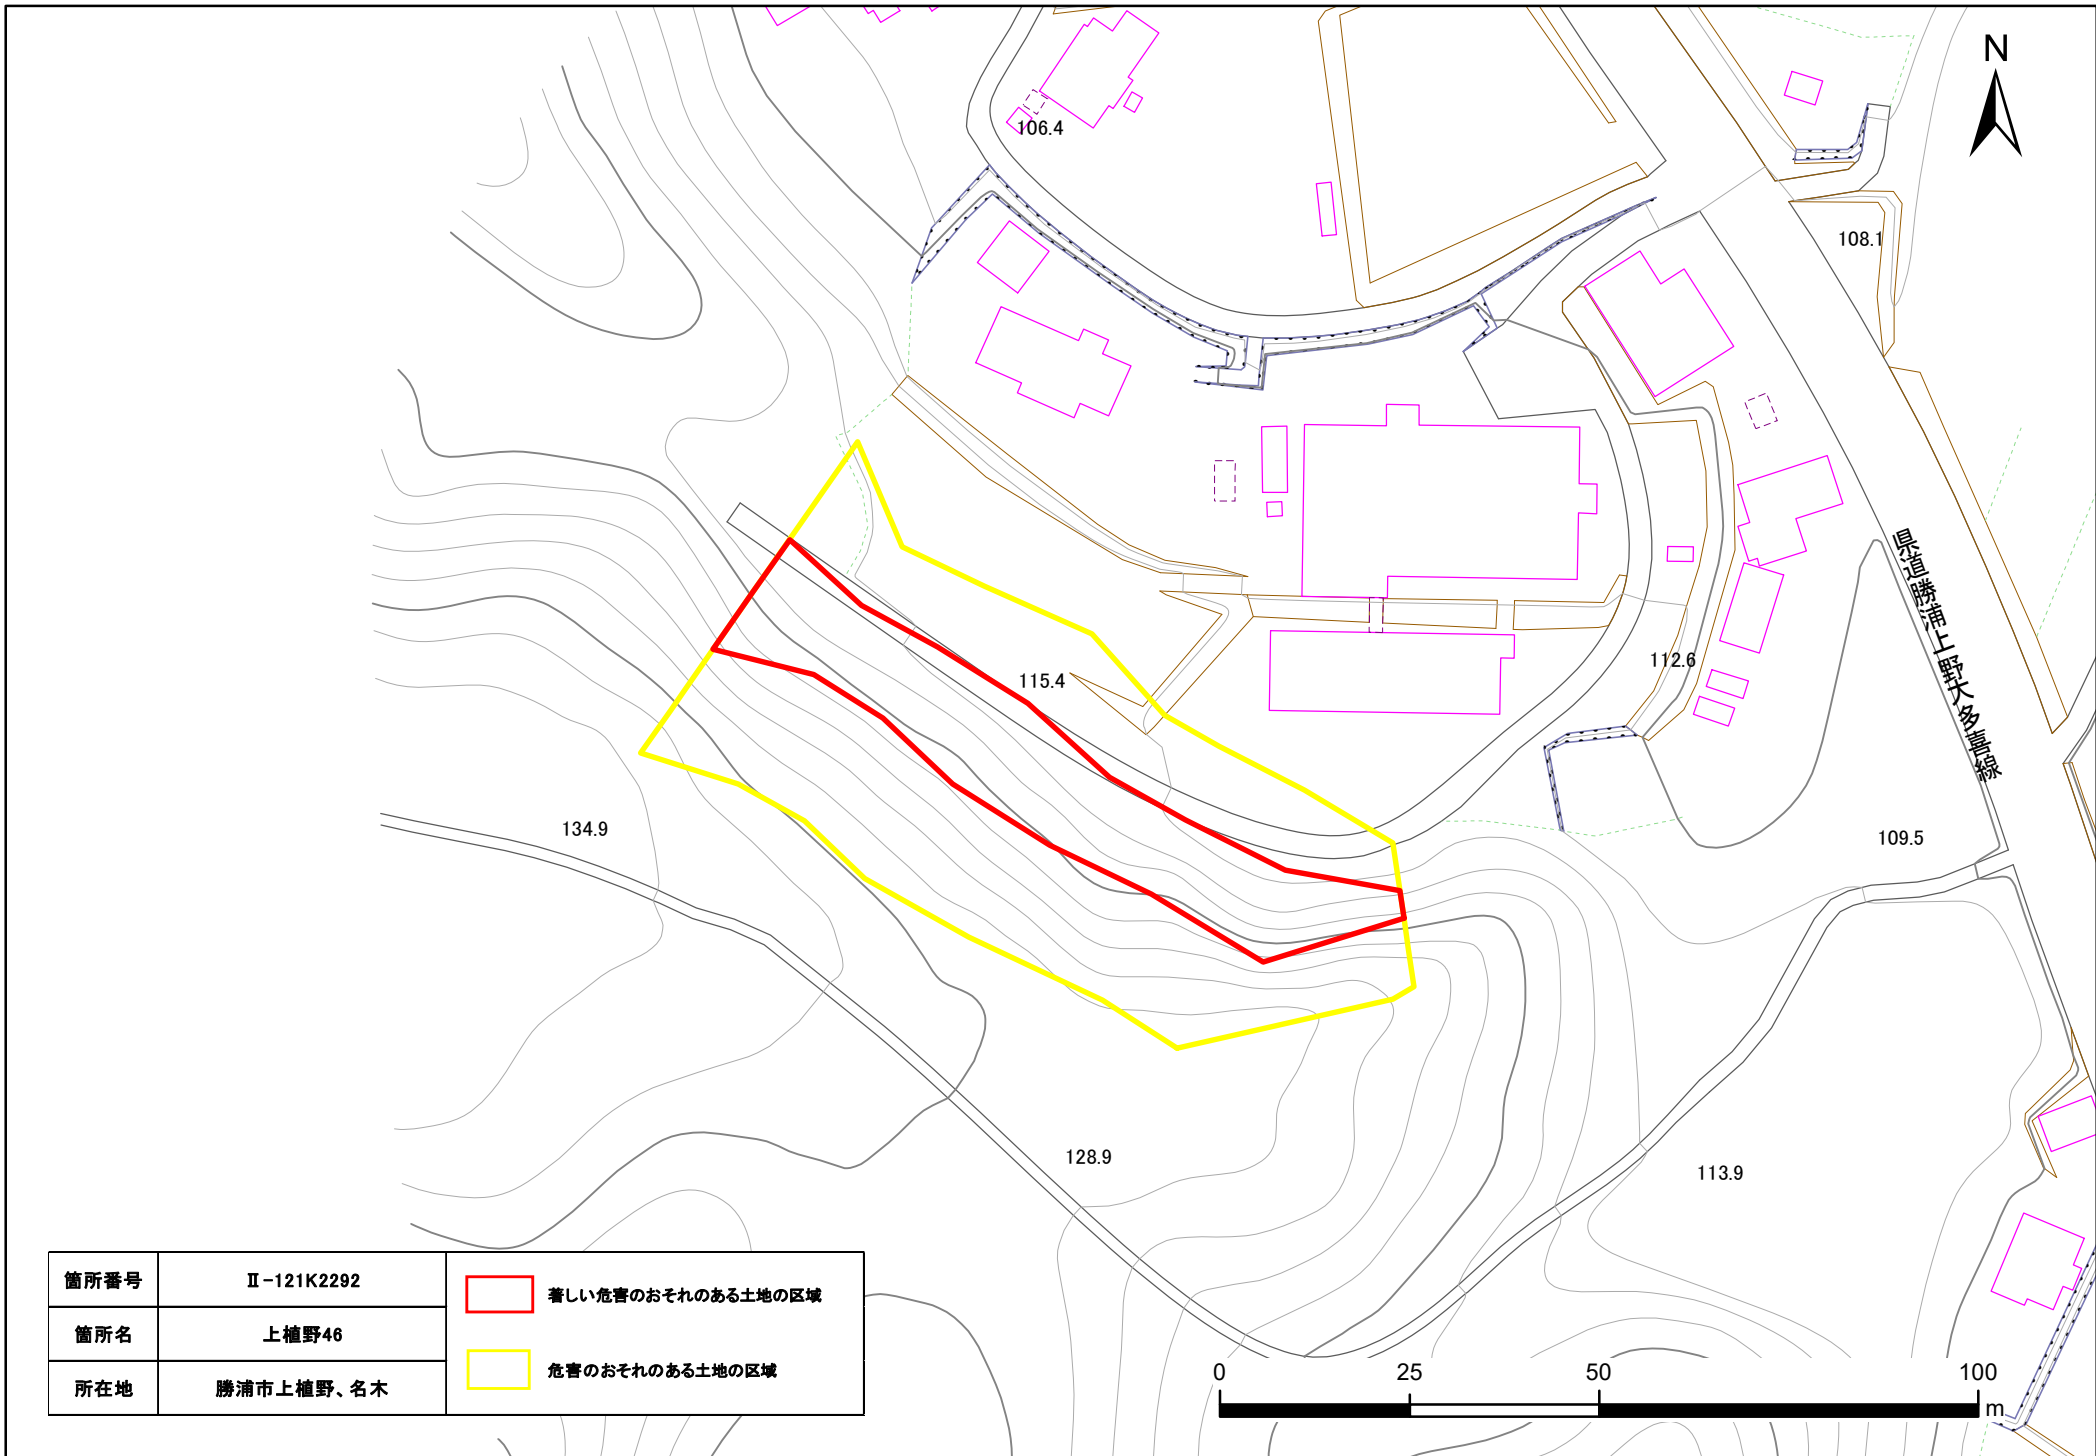 N
106.4
108.1
県道勝浦上野大多喜線
112.6
115.4
134.9
109.5
128.9
113.9
箇所番号 Ⅱ-121K2292
箇所名 上植野46
所在地 勝浦市上植野、名木
著しい危害のおそれのある土地の区域
危害のおそれのある土地の区域
0 25 50 100
m